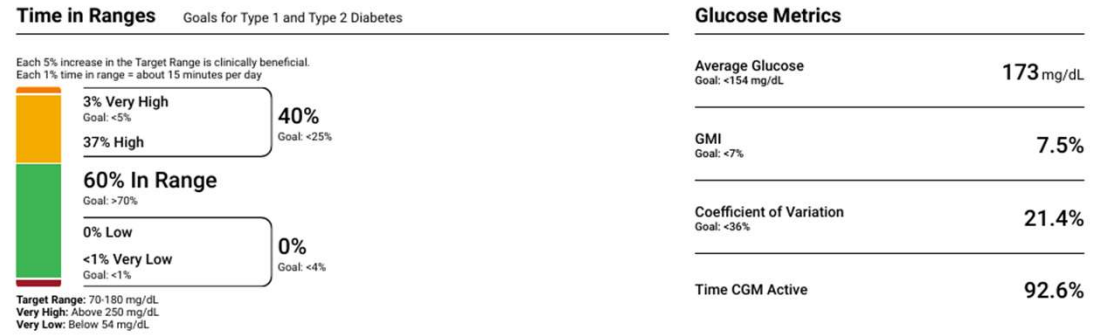 Time in Ranges Goals for Type 1 and Type 2 Diabetes
Each 5% increase in the Target Range is clinically beneficial.
Each 1% time in range = about 15 minutes per day
3% Very High
Goal: <5%
37% High
40%
Goal: <25%
60% In Range
Goal: >70%
0% Low
<1% Very Low
Goal: <1%
0%
Goal: <4%
Target Range: 70-180 mg/dL
Very High: Above 250 mg/dL
Very Low: Below 54 mg/dL
Glucose Metrics
Average Glucose
Goal: <154 mg/dL
173 mg/dL
GMI
Goal: <7%
7.5%
Coefficient of Variation
Goal: <36%
21.4%
Time CGM Active
92.6%